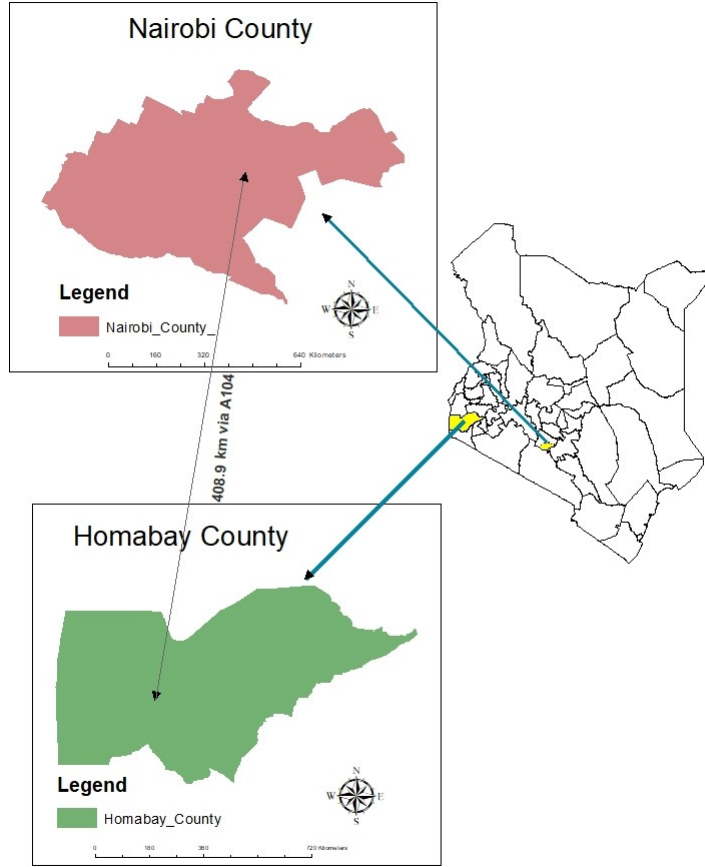 Nairobi County
Legend
Nairobi_County_
N
W E
S
0 160 320 640 Kilometers
408.9 km via A104
Homabay County
Legend
Homabay_County
N
W E
S
0 180 360 720 Kilometers